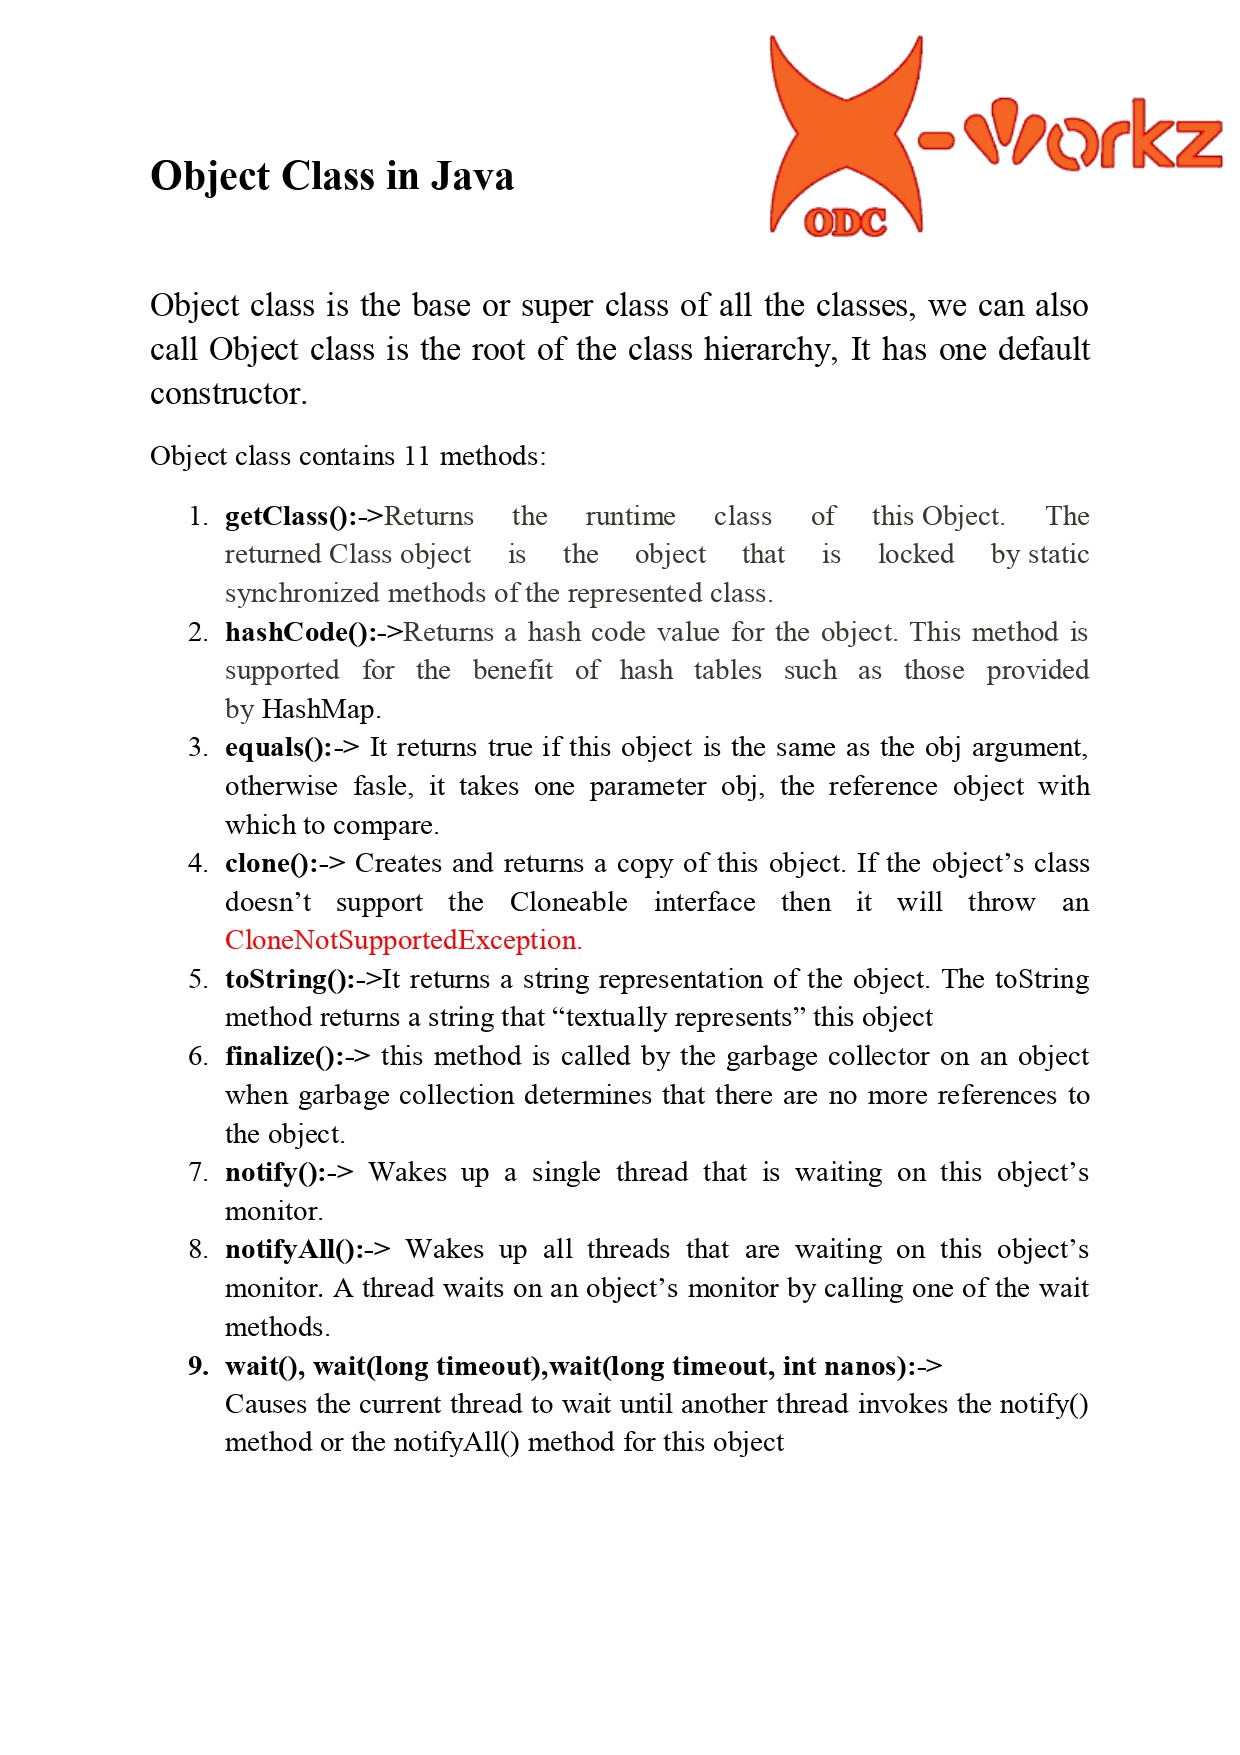 x-workz
ODC
Object Class in Java
Object class is the base or super class of all the classes, we can also
call Object class is the root of the class hierarchy, It has one default
constructor.
Object class contains 11 methods:
1. getClass():->Returns the runtime class of this Object. The
returned Class object is the object that is locked by static
synchronized methods of the represented class.
2. hashCode():->Returns a hash code value for the object. This method is
supported for the benefit of hash tables such as those provided
by HashMap.
3. equals():-> It returns true if this object is the same as the obj argument,
otherwise fasle, it takes one parameter obj, the reference object with
which to compare.
4. clone():-> Creates and returns a copy of this object. If the object’s class
doesn’t support the Cloneable interface then it will throw an
CloneNotSupportedException.
5. toString():->It returns a string representation of the object. The toString
method returns a string that “textually represents” this object
6. finalize():-> this method is called by the garbage collector on an object
when garbage collection determines that there are no more references to
the object.
7. notify():-> Wakes up a single thread that is waiting on this object’s
monitor.
8. notifyAll():-> Wakes up all threads that are waiting on this object’s
monitor. A thread waits on an object’s monitor by calling one of the wait
methods.
9. wait(), wait(long timeout),wait(long timeout, int nanos):->
Causes the current thread to wait until another thread invokes the notify()
method or the notifyAll() method for this object